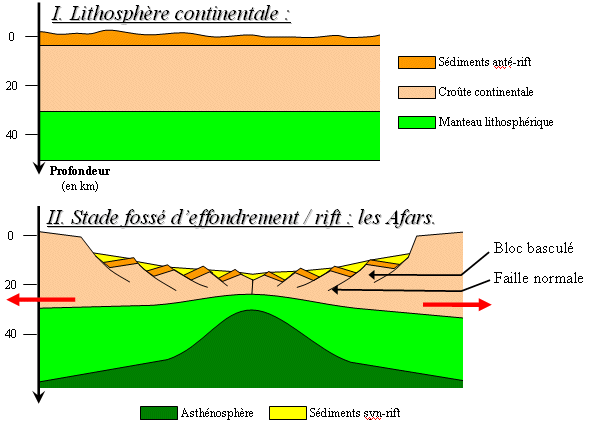 I. Lithosphère continentale :
0
20
40
Profondeur
(en km)
Sédiments anté-rift
Croûte continentale
Manteau lithosphérique
II. Stade fossé d’effondrement / rift : les Afars.
0
20
40
Bloc basculé
Faille normale
Asthénosphère
Sédiments syn-rift